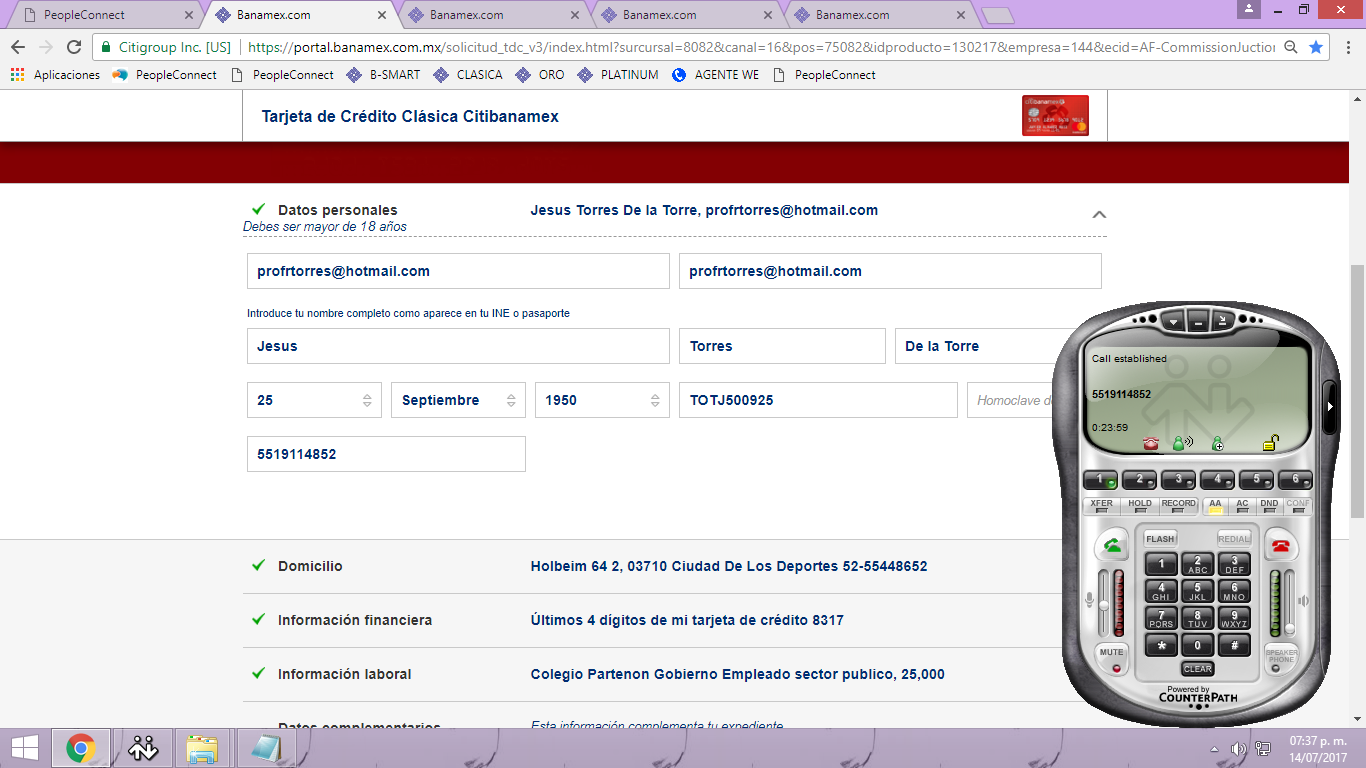 PeopleConnect
Banamex.com
Banamex.com
Banamex.com
Banamex.com
Citigroup Inc. [US]
https://portal.banamex.com.mx/solicitud_tdc_v3/index.html?surcursal=8082&canal=16&pos=75082&idproducto=130217&empresa=144&ecid=AF-CommissionJuctior
Aplicaciones PeopleConnect PeopleConnect B-SMART CLASICA ORO PLATINUM AGENTE WE PeopleConnect
Tarjeta de Crédito Clásica Citibanamex
Datos personales Jesus Torres De la Torre, profrtorres@hotmail.com
Debes ser mayor de 18 años
profrtorres@hotmail.com profrtorres@hotmail.com
Introduce tu nombre completo como aparece en tu INE o pasaporte
Jesus Torres De la Torre
25 Septiembre 1950 TOTJ500925 Homoclave de
5519114852
Domicilio Holbeim 64 2, 03710 Ciudad De Los Deportes 52-55448652
Información financiera Últimos 4 dígitos de mi tarjeta de crédito 8317
Información laboral Colegio Partenon Gobierno Empleado sector publico, 25,000
Datos complementarios Esta información complementa tu expediente
Call established
5519114852
0:23:59
1 2 3 4 5 6
XFER HOLD RECORD AA AC DND CONF
FLASH REDIAL
1 2 ABC 3 DEF
4 GHI 5 JKL 6 MNO
7 PQRS 8 TUV 9 WXYZ
* 0 #
MUTE SPEAKER PHONE
CLEAR
Powered by
COUNTERPATH
07:37 p. m.
14/07/2017